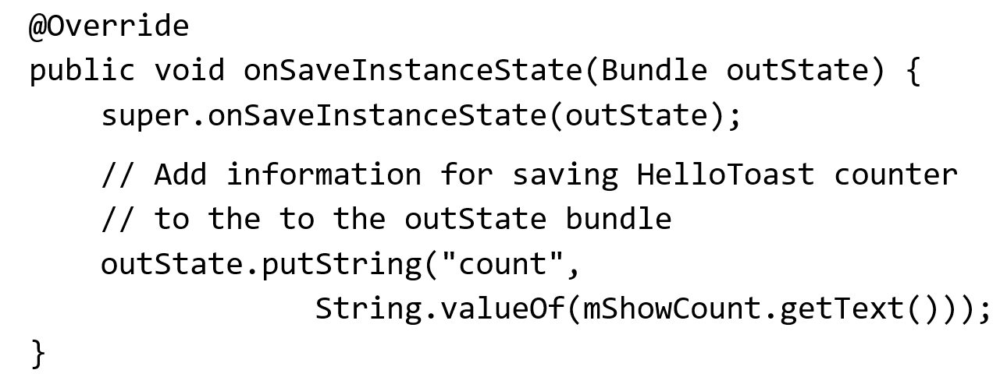 @Override
public void onSaveInstanceState(Bundle outState) {
    super.onSaveInstanceState(outState);
    // Add information for saving HelloToast counter
    // to the to the outState bundle
    outState.putString("count",
                String.valueOf(mShowCount.getText()));
}